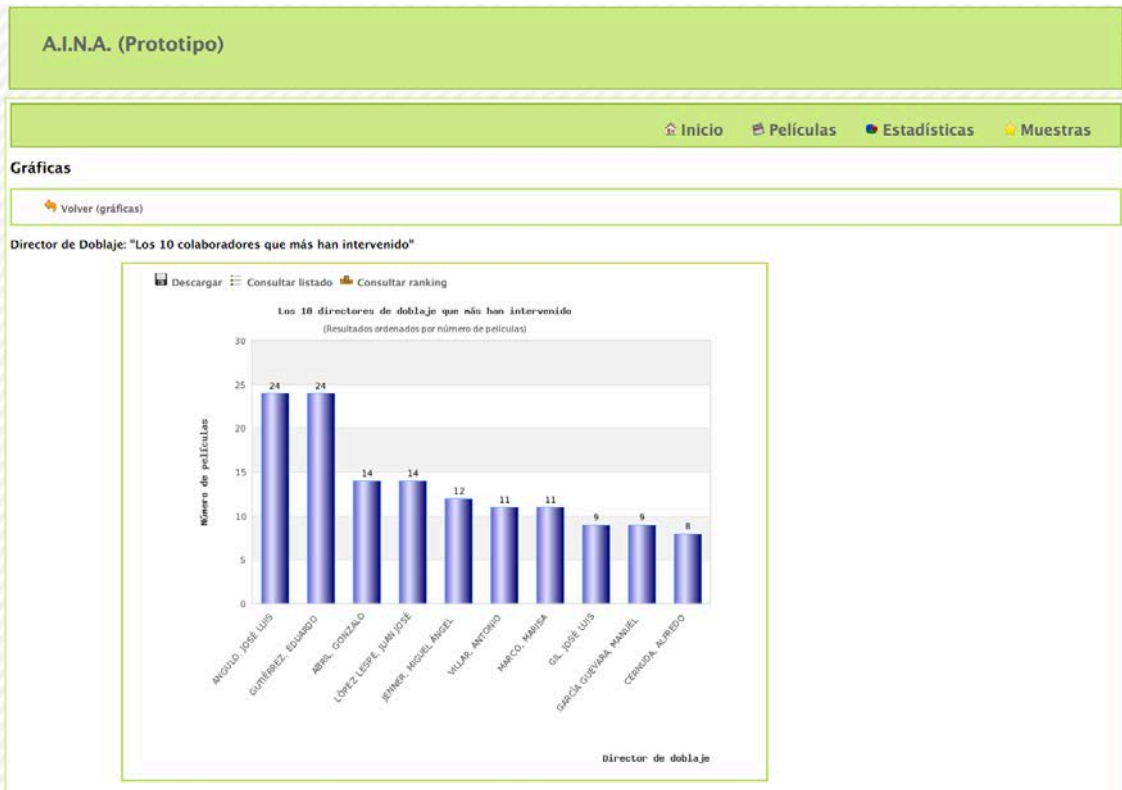 A.I.N.A. (Prototipo)
Inicio Películas Estadísticas Muestras
Gráficas
Volver (gráficas)
Director de Doblaje: "Los 10 colaboradores que más han intervenido"
Descargar Consultar listado Consultar ranking
Los 10 directores de doblaje que más han intervenido
(Resultados ordenados por número de películas)
30
25
20
15
10
5
0
Número de películas
24 24 14 14 12 11 11 9 9 8
ANGULO, JOSÉ LUIS
GUTIÉRREZ, EDUARDO
ABRIL, GONZALO
LÓPEZ LESPE, JUAN JOSÉ
JENNER, MIGUEL ÁNGEL
VILLAR, ANTONIO
MARCO, MARISA
GIL, JOSÉ LUIS
GARCÍA GUEVARA, MANUEL
CERNUDA, ALFREDO
Director de doblaje